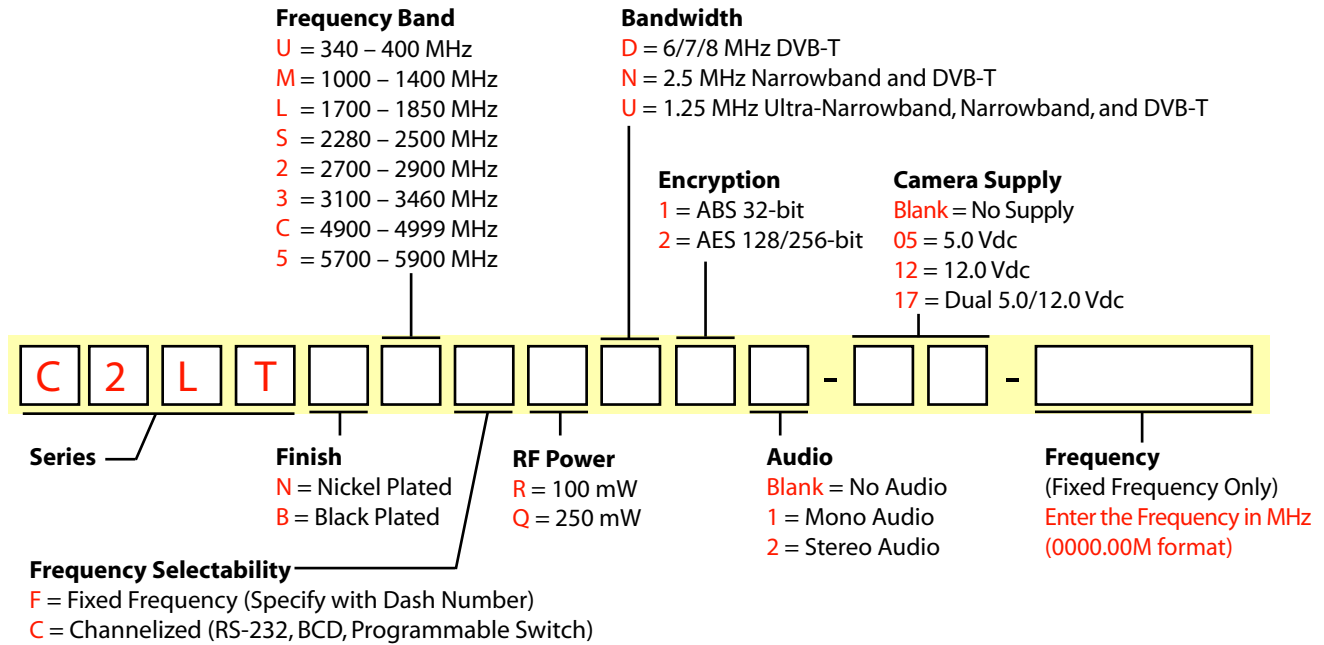 Frequency Band
U = 340 – 400 MHz
M = 1000 – 1400 MHz
L = 1700 – 1850 MHz
S = 2280 – 2500 MHz
2 = 2700 – 2900 MHz
3 = 3100 – 3460 MHz
C = 4900 – 4999 MHz
5 = 5700 – 5900 MHz
Bandwidth
D = 6/7/8 MHz DVB-T
N = 2.5 MHz Narrowband and DVB-T
U = 1.25 MHz Ultra-Narrowband, Narrowband, and DVB-T
Encryption
1 = ABS 32-bit
2 = AES 128/256-bit
Camera Supply
Blank = No Supply
05 = 5.0 Vdc
12 = 12.0 Vdc
17 = Dual 5.0/12.0 Vdc
C 2 L T - -
Series
Finish
N = Nickel Plated
B = Black Plated
RF Power
R = 100 mW
Q = 250 mW
Audio
Blank = No Audio
1 = Mono Audio
2 = Stereo Audio
Frequency
(Fixed Frequency Only)
Enter the Frequency in MHz
(0000.00M format)
Frequency Selectability
F = Fixed Frequency (Specify with Dash Number)
C = Channelized (RS-232, BCD, Programmable Switch)